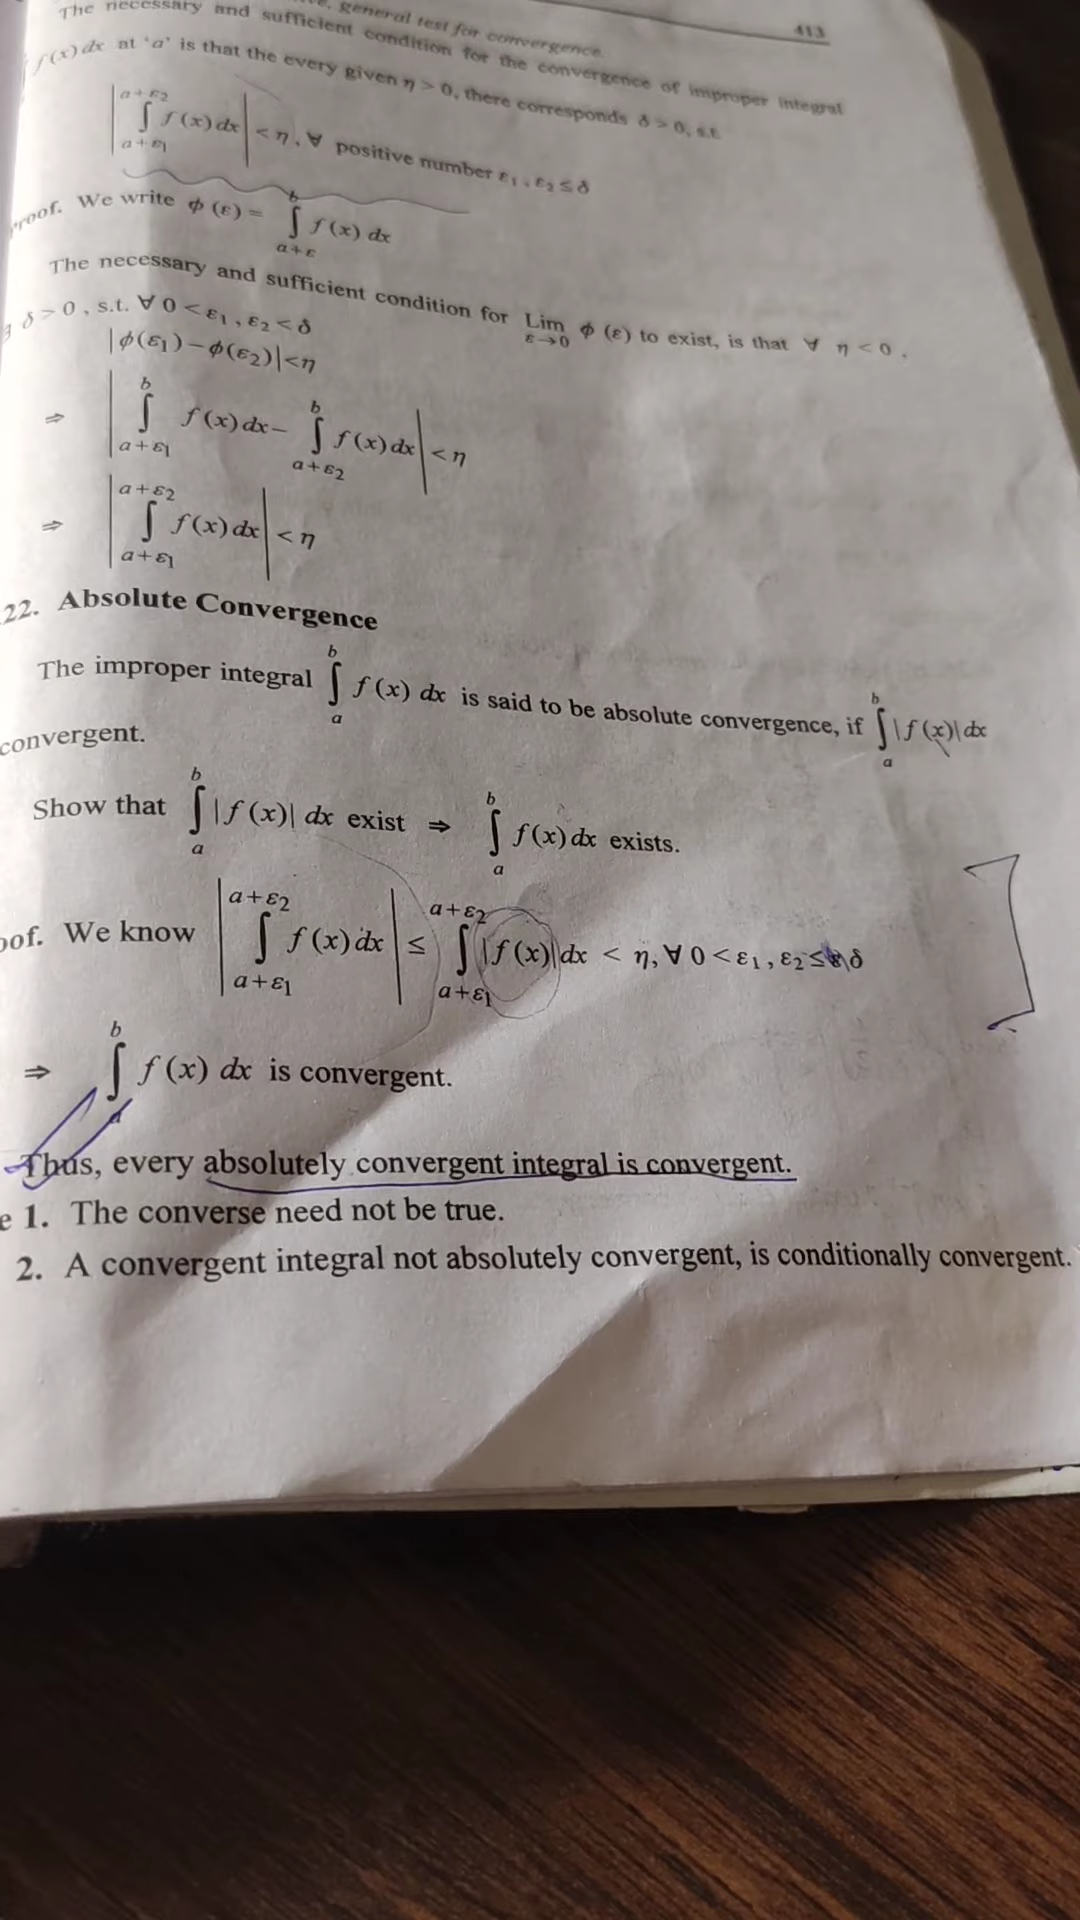 general test for convergence.
413
The necessary and sufficient condition for the convergence of improper integral
∫ f(x) dx at 'a' is that the every given η > 0, there corresponds δ > 0, s.t.
| ∫_{a+ε1}^{a+ε2} f(x) dx | < η, ∀ positive number ε1, ε2 ≤ δ
Proof. We write φ(ε) = ∫_{a+ε}^{b} f(x) dx
The necessary and sufficient condition for Lim_{ε→0} φ(ε) to exist, is that ∀ η < 0,
∃ δ > 0, s.t. ∀ 0 < ε1, ε2 < δ
|φ(ε1) − φ(ε2)| < η
⇒ | ∫_{a+ε1}^{b} f(x) dx − ∫_{a+ε2}^{b} f(x) dx | < η
⇒ | ∫_{a+ε1}^{a+ε2} f(x) dx | < η
22. Absolute Convergence
The improper integral ∫_{a}^{b} f(x) dx is said to be absolute convergence, if ∫_{a}^{b} |f(x)| dx
convergent.
Show that ∫_{a}^{b} |f(x)| dx exist ⇒ ∫_{a}^{b} f(x) dx exists.
oof. We know | ∫_{a+ε1}^{a+ε2} f(x) dx | ≤ ∫_{a+ε1}^{a+ε2} |f(x)| dx < η, ∀ 0 < ε1, ε2 ≤ δ
⇒ ∫_{a}^{b} f(x) dx is convergent.
Thus, every absolutely convergent integral is convergent.
e 1. The converse need not be true.
2. A convergent integral not absolutely convergent, is conditionally convergent.